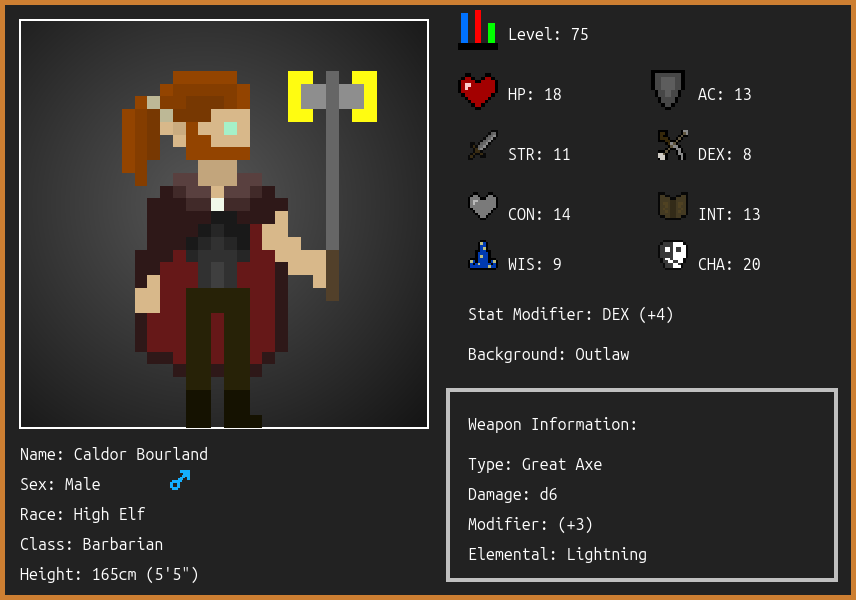 Level: 75
HP: 18
AC: 13
STR: 11
DEX: 8
CON: 14
INT: 13
WIS: 9
CHA: 20
Stat Modifier: DEX (+4)
Background: Outlaw
Weapon Information:
Type: Great Axe
Damage: d6
Modifier: (+3)
Elemental: Lightning
Name: Caldor Bourland
Sex: Male
Race: High Elf
Class: Barbarian
Height: 165cm (5'5")